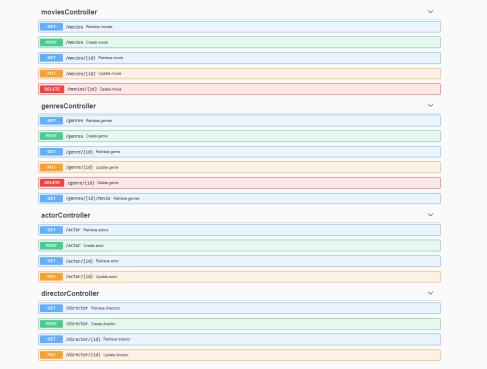 moviesController
GET /movies Retrieve movies
POST /movies Create movie
GET /movies/{id} Retrieve movie
PUT /movies/{id} Update movie
DELETE /movies/{id} Delete movie
genresController
GET /genres Retrieve genres
POST /genres Create genre
GET /genre/{id} Retrieve genre
PUT /genre/{id} Update genre
DELETE /genre/{id} Delete genre
GET /genres/{id}/Movie Retrieve genres
actorController
GET /actor Retrieve actors
POST /actor Create actor
GET /actor/{id} Retrieve actor
PUT /actor/{id} Update actor
directorController
GET /director Retrieve directors
POST /director Create director
GET /director/{id} Retrieve director
PUT /director/{id} Update director